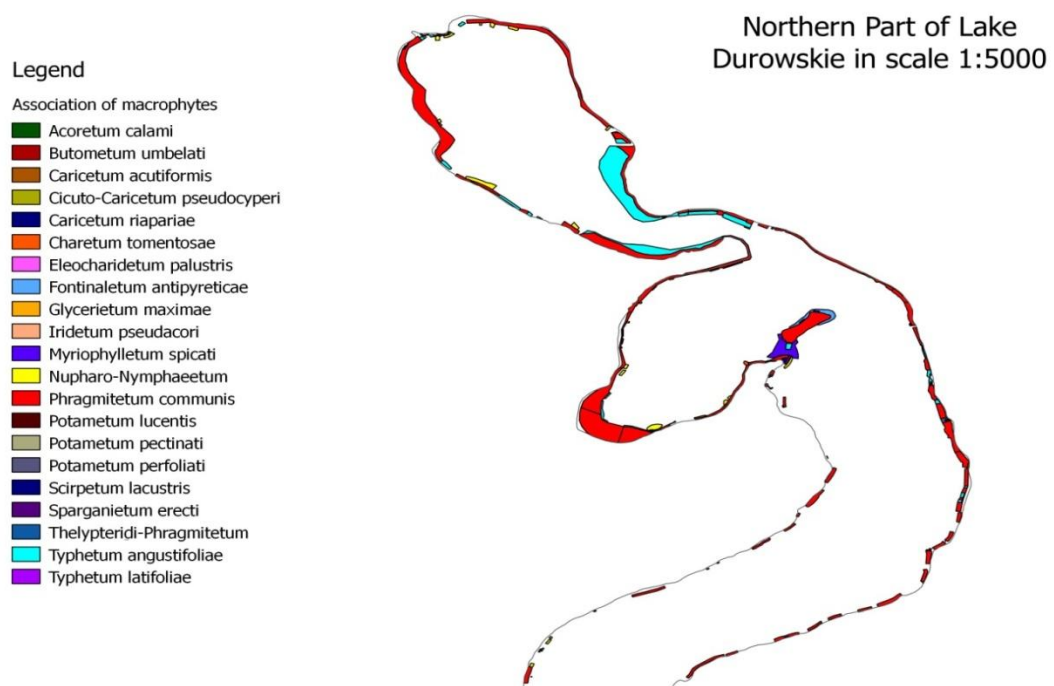 Northern Part of Lake
Durowskie in scale 1:5000
Legend
Association of macrophytes
Acoretum calami
Butometum umbelati
Caricetum acutiformis
Cicuto-Caricetum pseudocyperi
Caricetum riapariae
Charetum tomentosae
Eleocharidetum palustris
Fontinaletum antipyreticae
Glycerietum maximae
Iridetum pseudacori
Myriophylletum spicati
Nupharo-Nymphaeetum
Phragmitetum communis
Potametum lucentis
Potametum pectinati
Potametum perfoliati
Scirpetum lacustris
Sparganietum erecti
Thelypteridi-Phragmitetum
Typhetum angustifoliae
Typhetum latifoliae